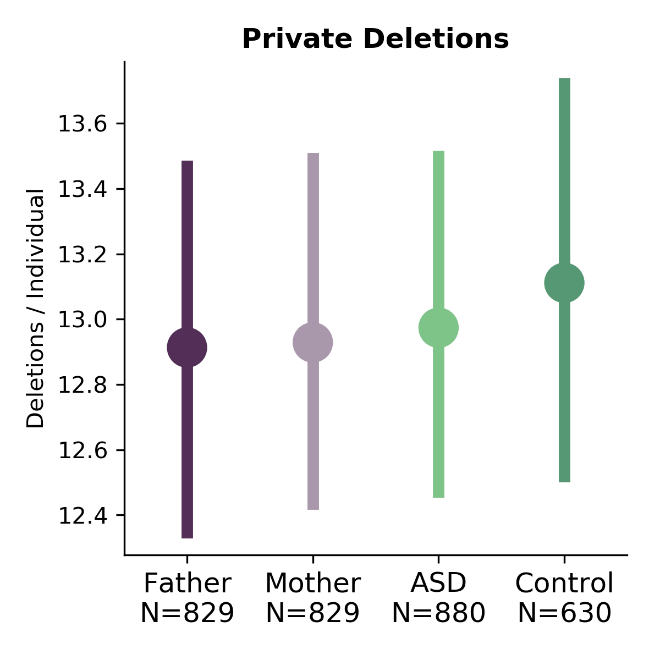 Private Deletions
Deletions / Individual
13.6
13.4
13.2
13.0
12.8
12.6
12.4
Father Mother ASD Control
N=829 N=829 N=880 N=630